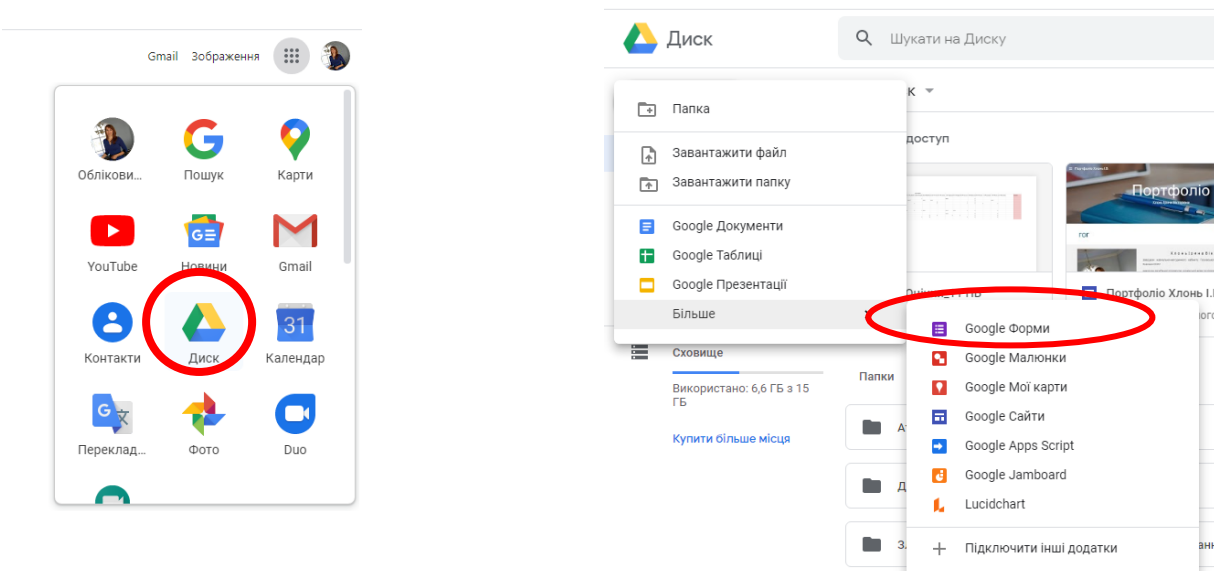 Gmail Зображення
Облікови... Пошук Карти
YouTube Новини Gmail
31
Контакти Диск Календар
G 文
Переклад... Фото Duo
Диск
Шукати на Диску
Папка
Завантажити файл
доступ
Завантажити папку
Портфоліо
Google Документи
Google Таблиці
Google Презентації
Портфоліо Хлонь І.І
Більше
Google Форми
Сховище
Google Малюнки
Використано: 6,6 ГБ з 15
ГБ
Папки
Google Мої карти
Google Сайти
Купити більше місця
Google Apps Script
Google Jamboard
Lucidchart
Підключити інші додатки